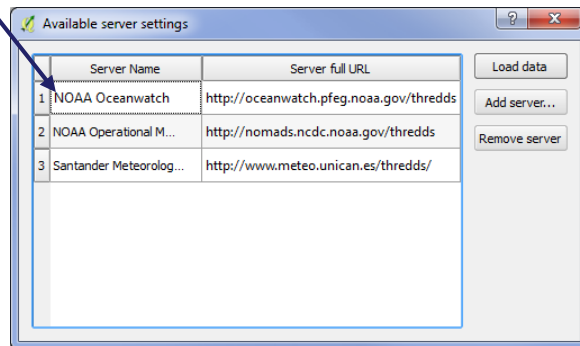 Available server settings
Server Name Server full URL Load data
1 NOAA Oceanwatch http://oceanwatch.pfeg.noaa.gov/thredds Add server...
2 NOAA Operational M... http://nomads.ncdc.noaa.gov/thredds Remove server
3 Santander Meteorolog... http://www.meteo.unican.es/thredds/